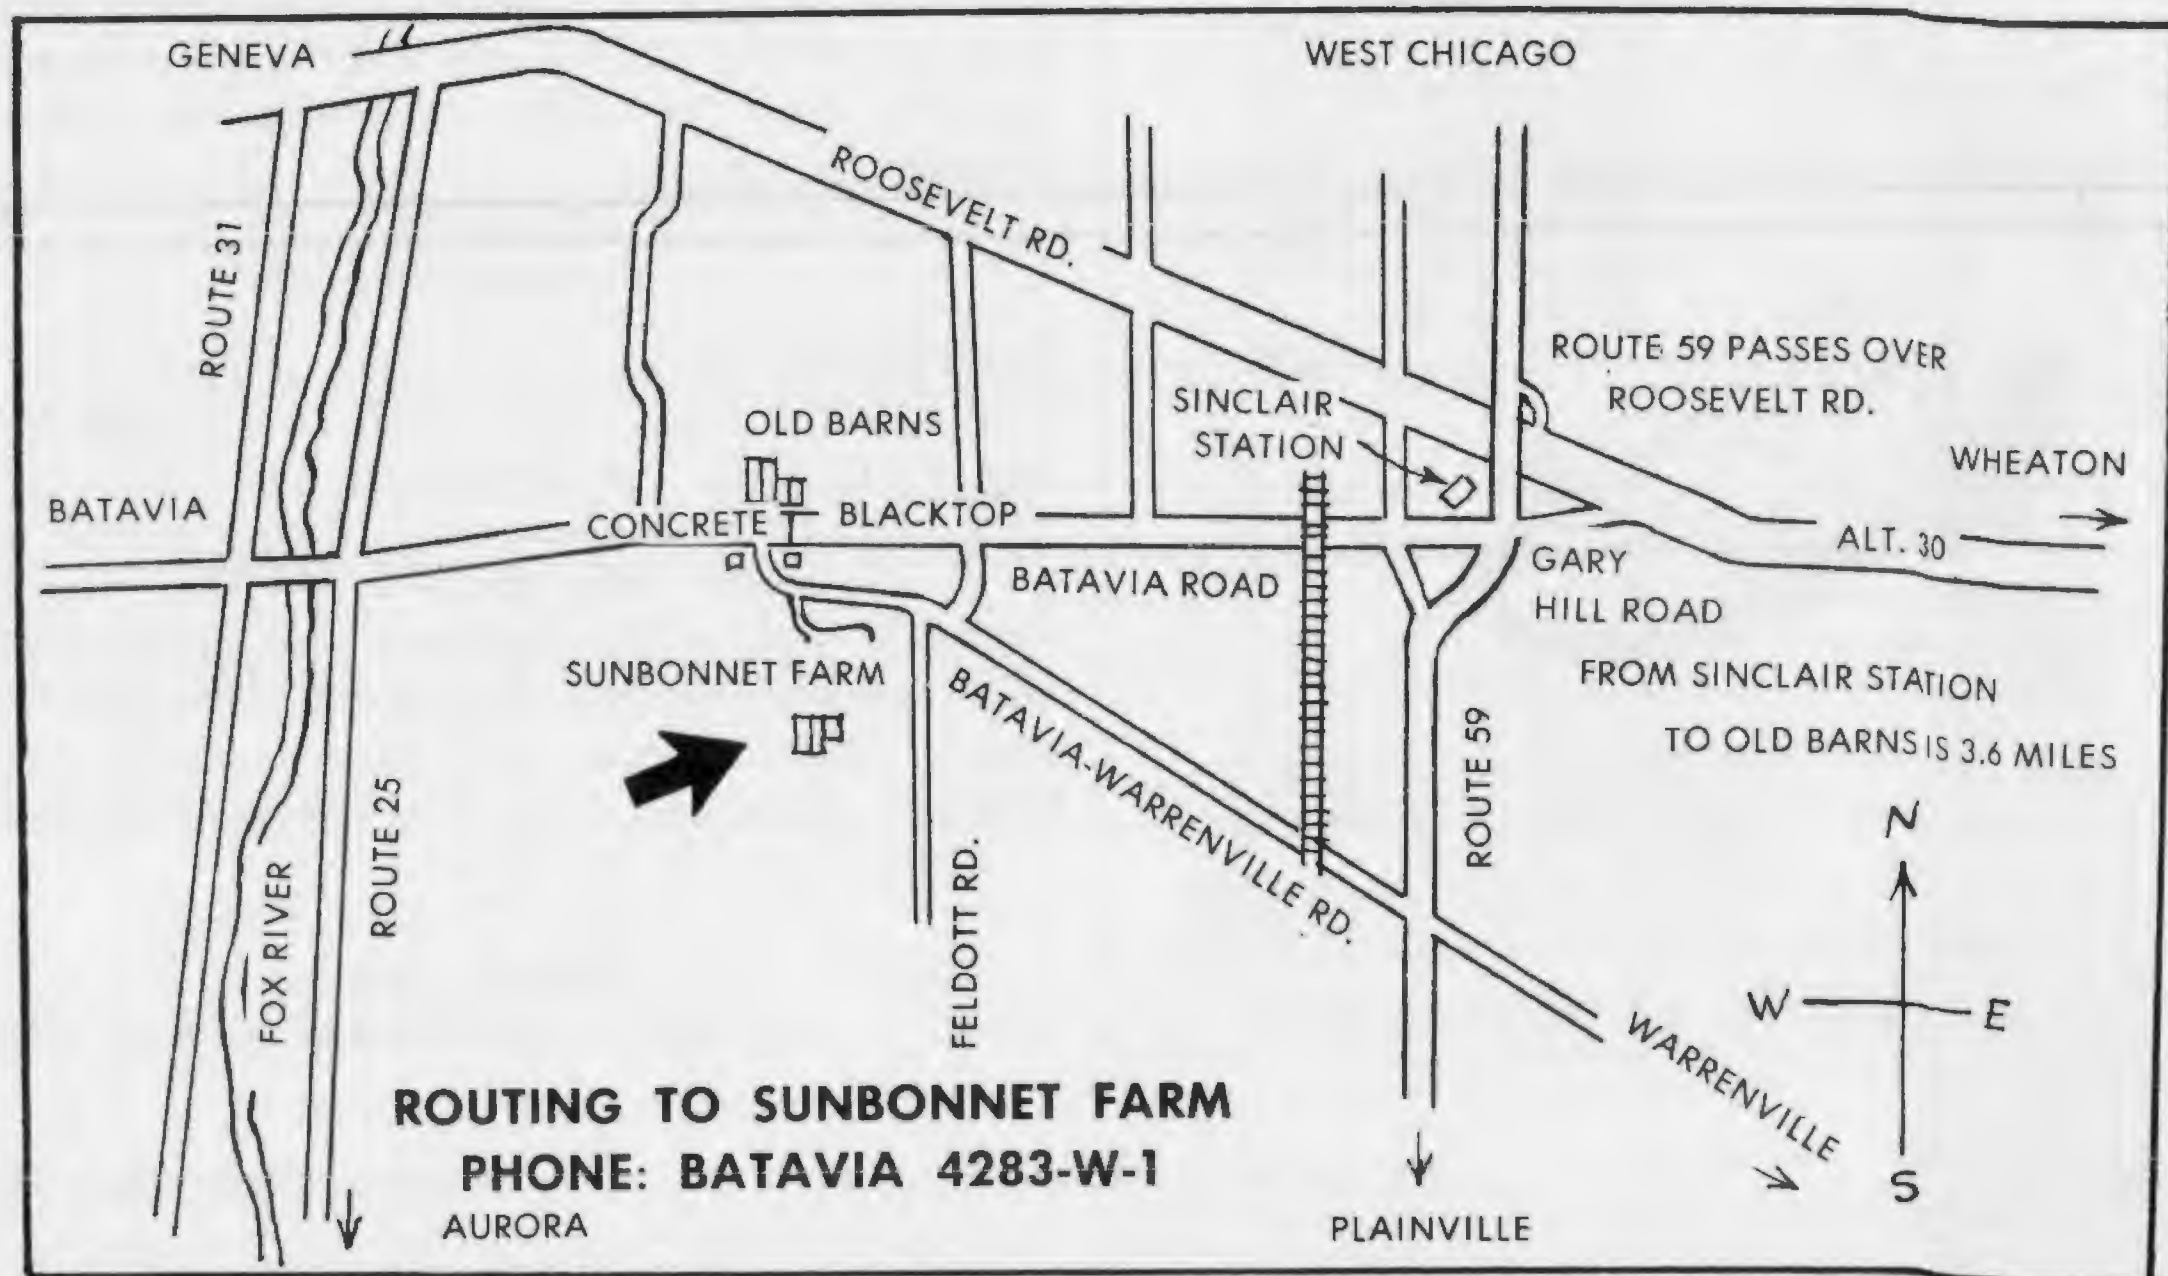 GENEVA
WEST CHICAGO
ROOSEVELT RD.
ROUTE 31
ROUTE 59 PASSES OVER
ROOSEVELT RD.
SINCLAIR
STATION
OLD BARNS
WHEATON
BATAVIA
CONCRETE
BLACKTOP
ALT. 30
BATAVIA ROAD
GARY
HILL ROAD
SUNBONNET FARM
FROM SINCLAIR STATION
TO OLD BARNS IS 3.6 MILES
BATAVIA-WARRENVILLE RD.
ROUTE 59
ROUTE 25
FOX RIVER
FELDOTT RD.
N
W
E
S
WARRENVILLE
ROUTING TO SUNBONNET FARM
PHONE: BATAVIA 4283-W-1
AURORA
PLAINVILLE